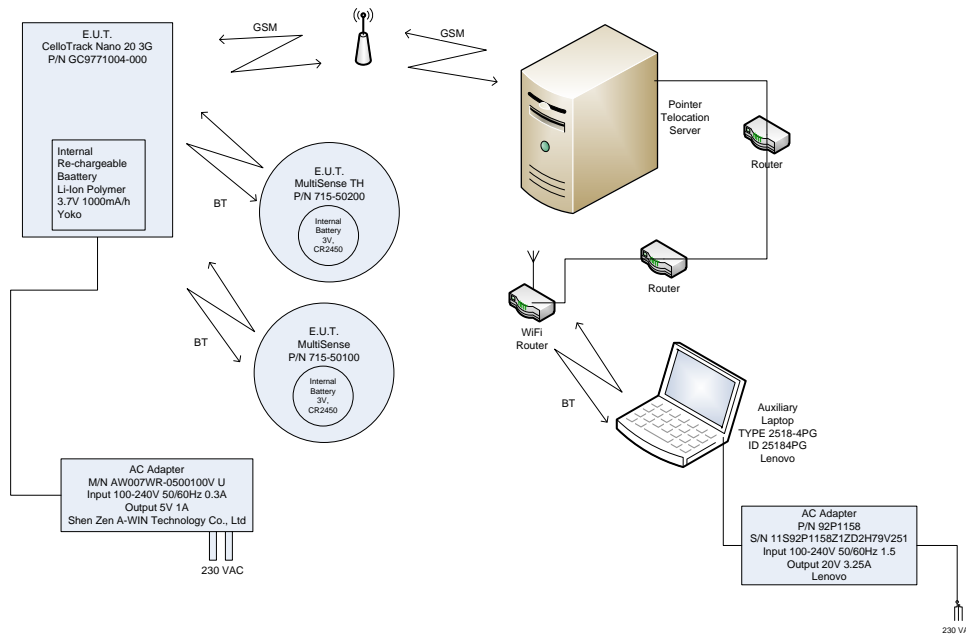 E.U.T.
CelloTrack Nano 20 3G
P/N GC9771004-000
Internal
Re-chargeable
Baattery
Li-Ion Polymer
3.7V 1000mA/h
Yoko
GSM
GSM
Pointer
Telocation
Server
Router
Router
WiFi
Router
BT
E.U.T.
MultiSense TH
P/N 715-50200
Internal
Battery
3V,
CR2450
BT
E.U.T.
MultiSense
P/N 715-50100
Internal
Battery
3V,
CR2450
BT
Auxiliary
Laptop
TYPE 2518-4PG
ID 25184PG
Lenovo
AC Adapter
M/N AW007WR-0500100V U
Input 100-240V 50/60Hz 0.3A
Output 5V 1A
Shen Zen A-WIN Technology Co., Ltd
230 VAC
AC Adapter
P/N 92P1158
S/N 11S92P1158Z1ZD2H79V251
Input 100-240V 50/60Hz 1.5
Output 20V 3.25A
Lenovo
230